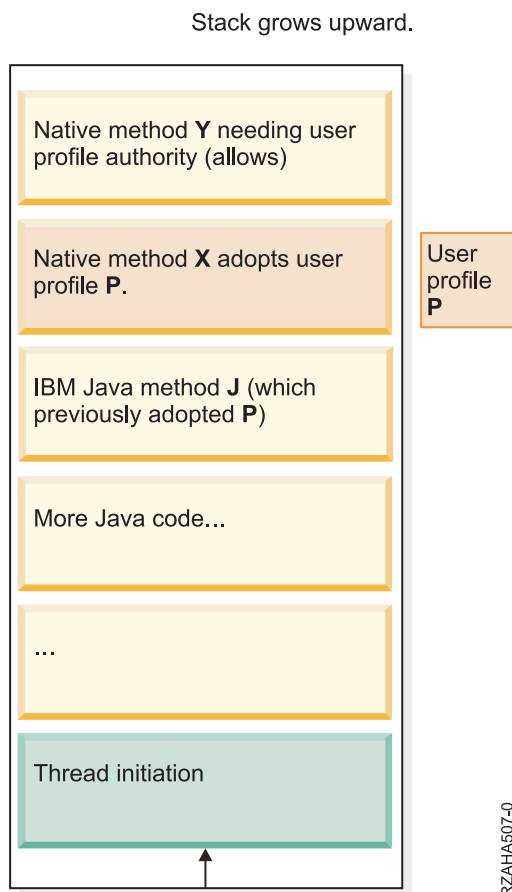 Stack grows upward.
Native method Y needing user
profile authority (allows)
Native method X adopts user
profile P.
User
profile
P
IBM Java method J (which
previously adopted P)
More Java code...
...
Thread initiation
RZAHA507-0